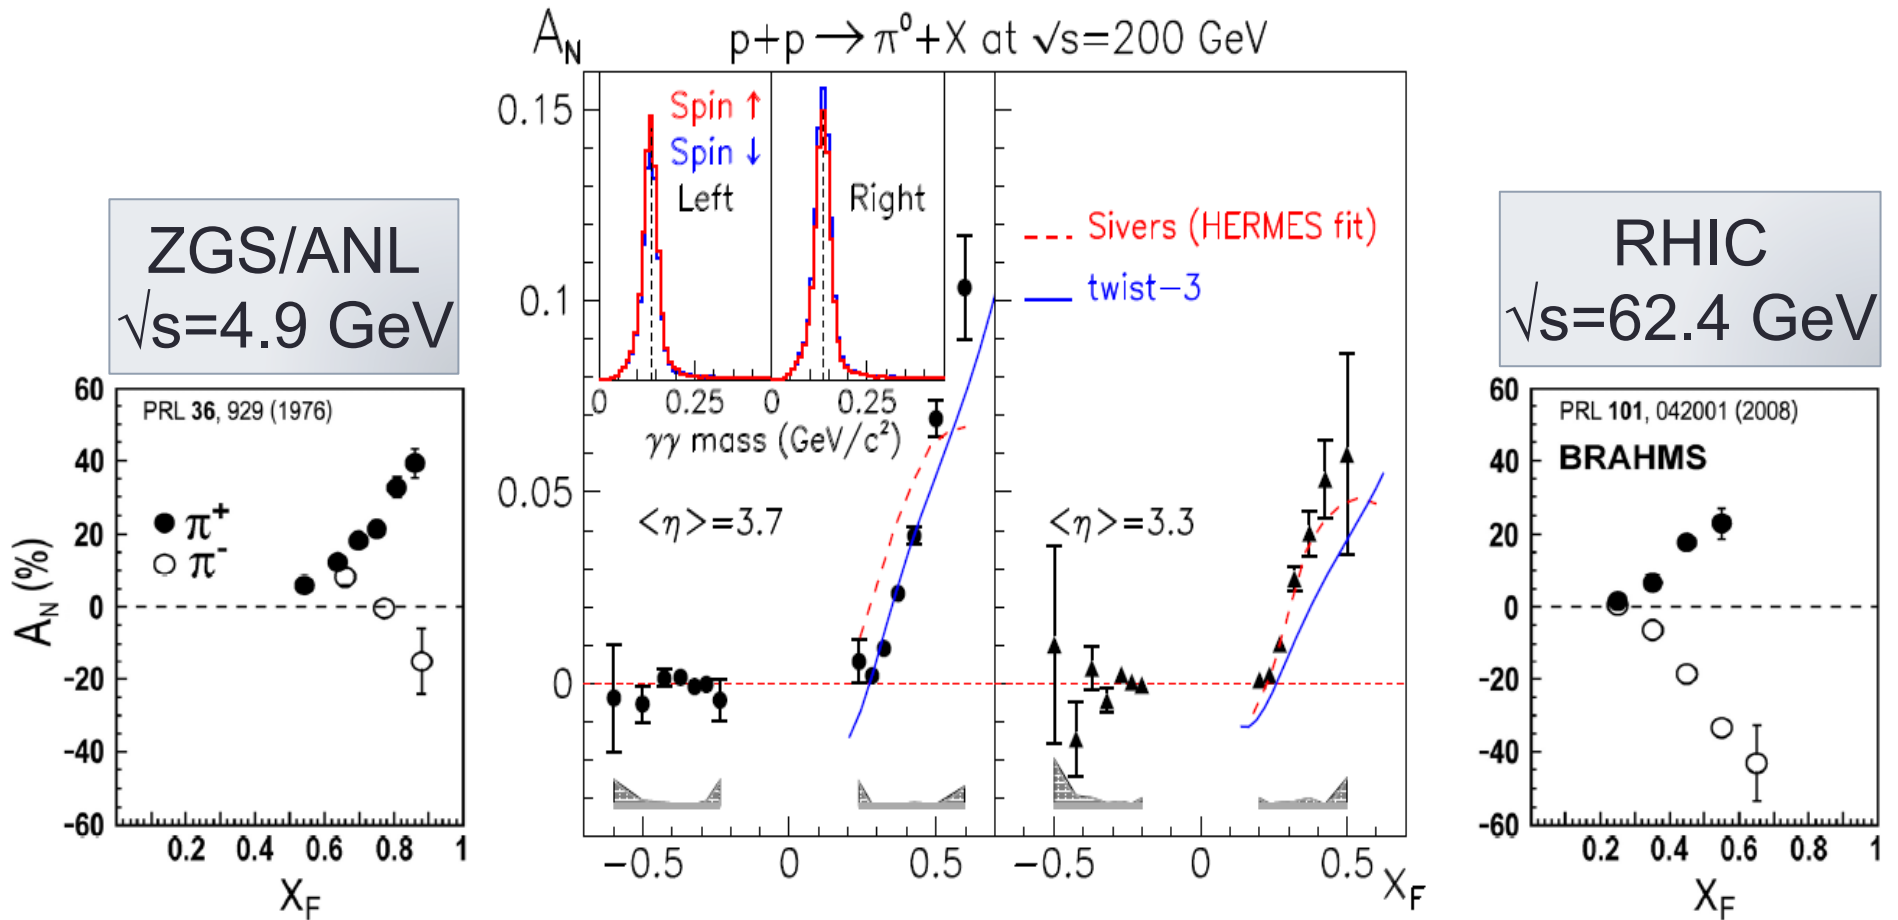 ZGS/ANL
√s=4.9 GeV
PRL 36, 929 (1976)
π⁺
π⁻
A_N (%)
60
40
20
0
-20
-40
-60
0.2 0.4 0.6 0.8 1
X_F
A_N
p+p → π⁰+X at √s=200 GeV
0.15
0.1
0.05
0
Spin ↑
Spin ↓
Left
Right
0 0.25 0 0.25
γγ mass (GeV/c²)
<η>=3.7
Sivers (HERMES fit)
twist-3
<η>=3.3
-0.5 0 0.5 -0.5 0 0.5
X_F
RHIC
√s=62.4 GeV
PRL 101, 042001 (2008)
BRAHMS
60
40
20
0
-20
-40
-60
0.2 0.4 0.6 0.8 1
X_F